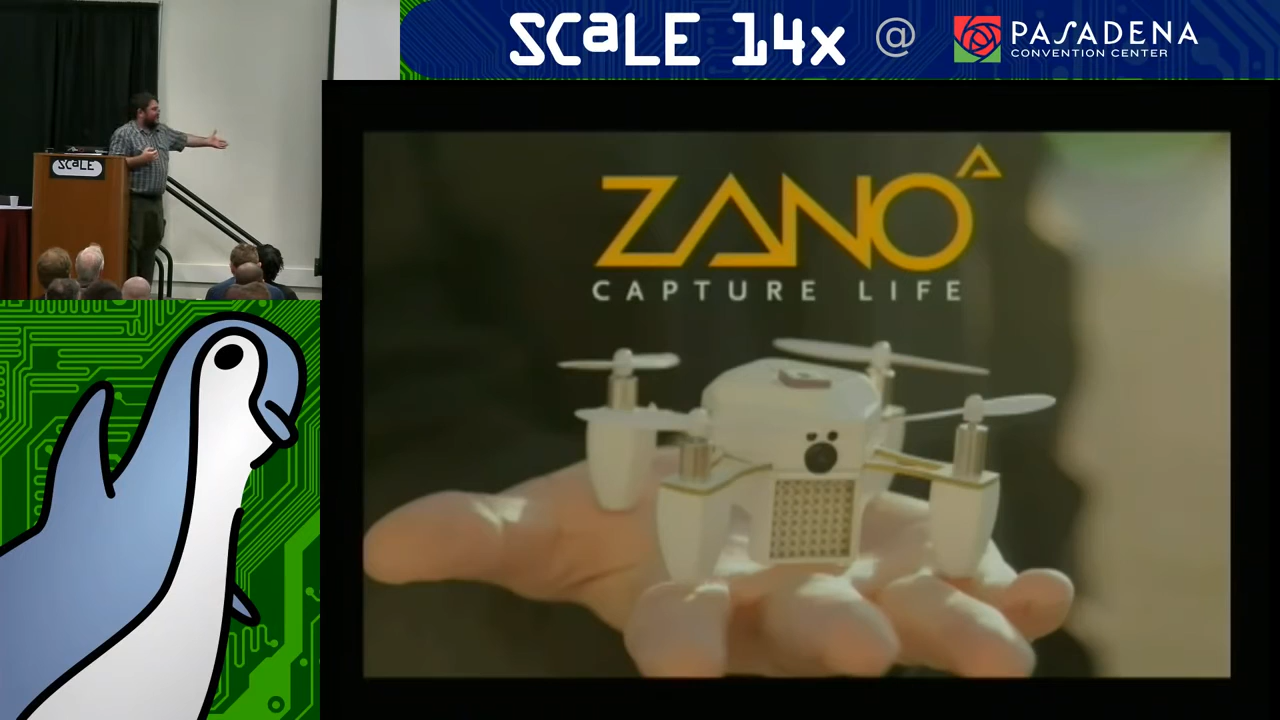 SCaLE 14x @ PASADENA
CONVENTION CENTER
SCaLE
ZANO
CAPTURE LIFE